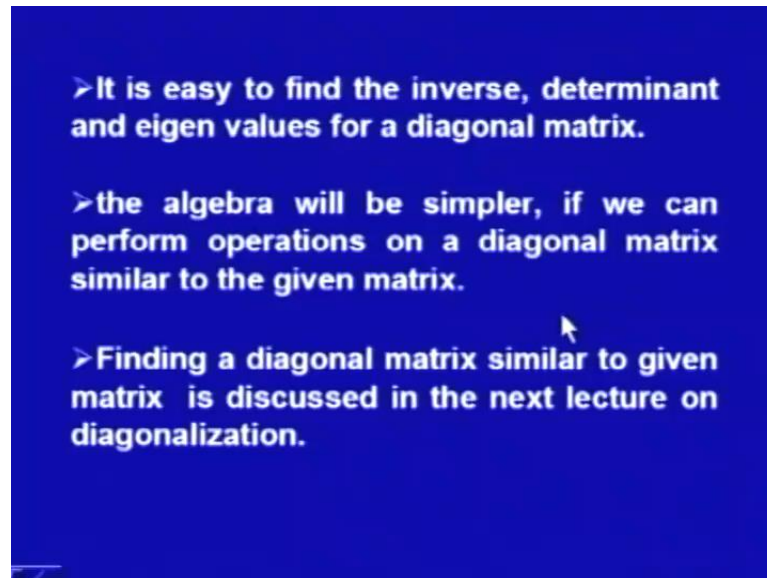 ➢It is easy to find the inverse, determinant
and eigen values for a diagonal matrix.
➢the algebra will be simpler, if we can
perform operations on a diagonal matrix
similar to the given matrix.
➢Finding a diagonal matrix similar to given
matrix is discussed in the next lecture on
diagonalization.